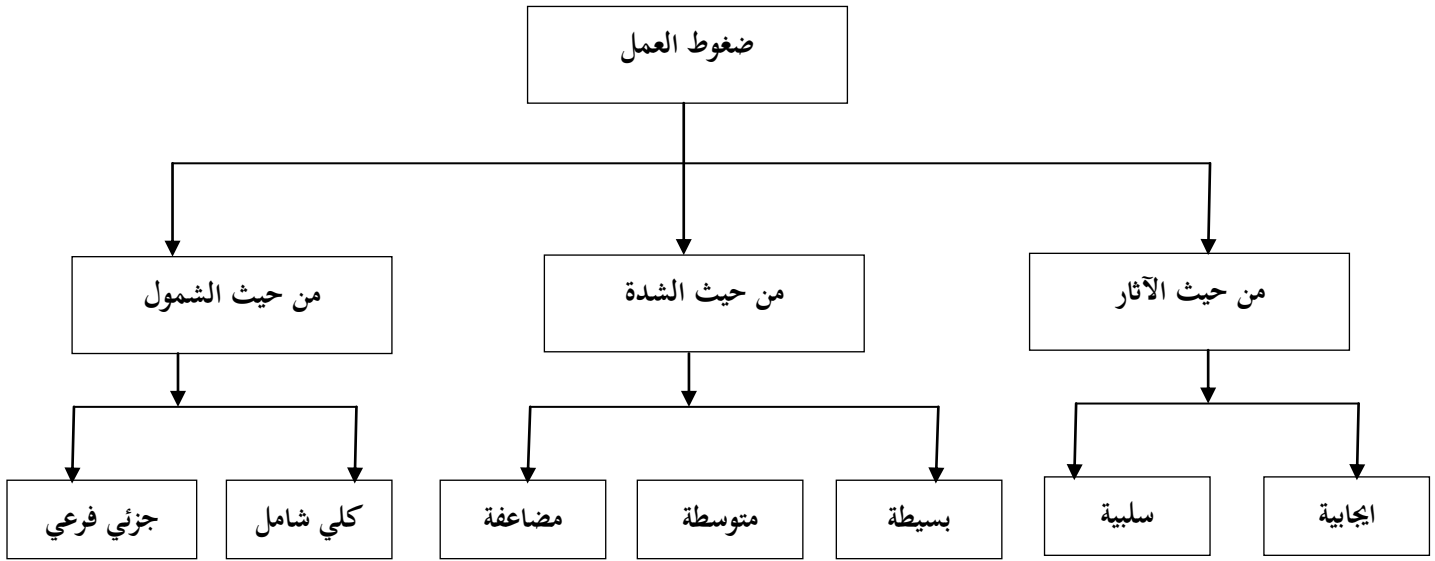 ضغوط العمل
من حيث الآثار
من حيث الشدة
من حيث الشمول
ايجابية
سلبية
بسيطة
متوسطة
مضاعفة
كلي شامل
جزئي فرعي